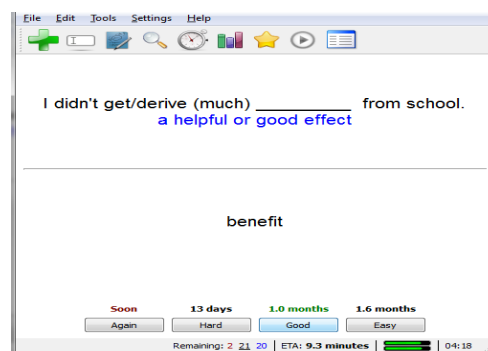 File Edit Tools Settings Help
I didn't get/derive (much) __________ from school.
a helpful or good effect
benefit
Soon 13 days 1.0 months 1.6 months
Again Hard Good Easy
Remaining: 2 21 20 | ETA: 9.3 minutes | 04:18